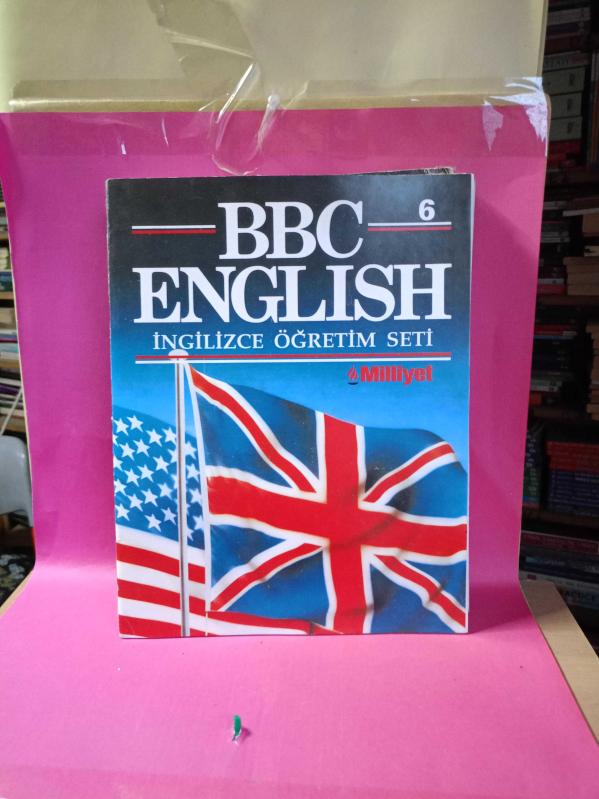 6
BBC
ENGLISH
İNGİLİZCE ÖĞRETİM SETİ
Milliyet